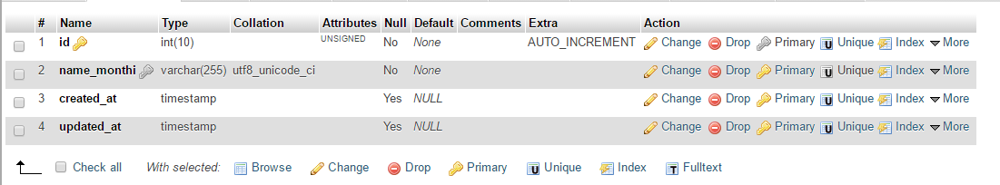 # Name Type Collation Attributes Null Default Comments Extra Action
1 id int(10) UNSIGNED No None AUTO_INCREMENT Change Drop Primary Unique Index More
2 name_monthi varchar(255) utf8_unicode_ci No None Change Drop Primary Unique Index More
3 created_at timestamp Yes NULL Change Drop Primary Unique Index More
4 updated_at timestamp Yes NULL Change Drop Primary Unique Index More
Check all With selected: Browse Change Drop Primary Unique Index Fulltext